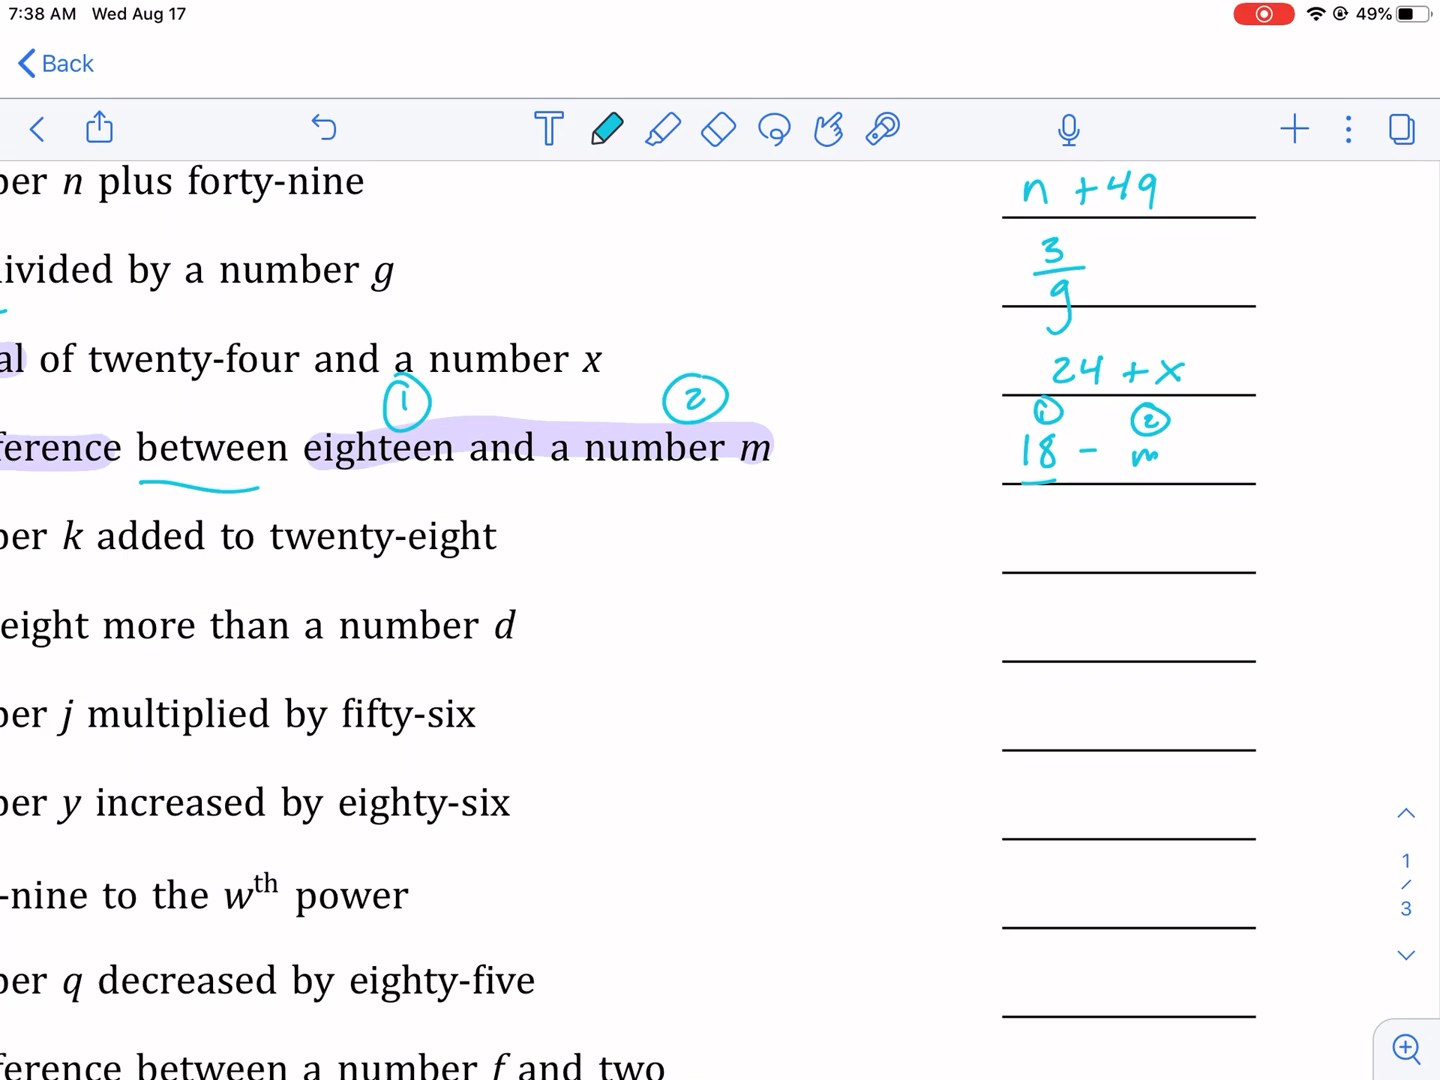 7:38 AM Wed Aug 17 49%
Back
T
ber n plus forty-nine n + 49
ivided by a number g 3/g
al of twenty-four and a number x 24 + x
1 2 1 2
ference between eighteen and a number m 18 - m
ber k added to twenty-eight
eight more than a number d
ber j multiplied by fifty-six
ber y increased by eighty-six
-nine to the wᵗʰ power
ber q decreased by eighty-five
ference between a number f and two
1
/
3